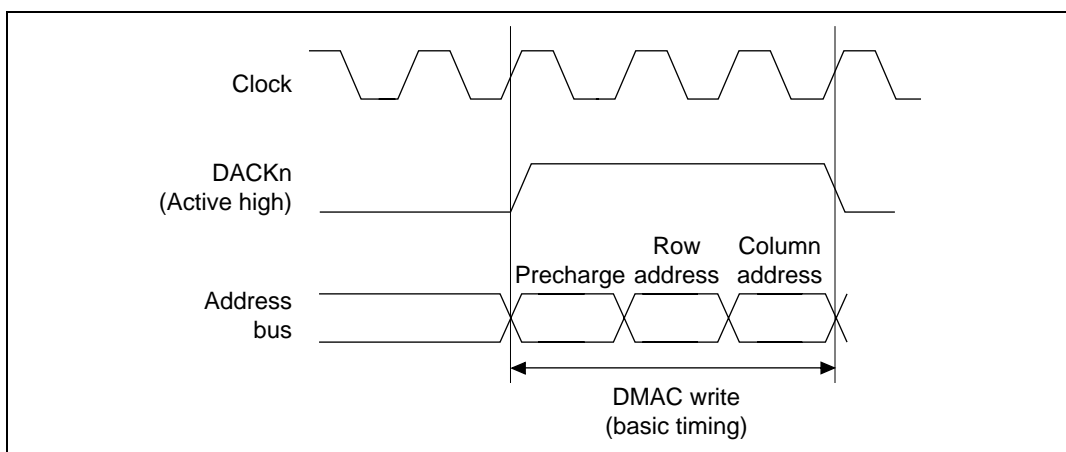 Clock
DACKn
(Active high)
Row
address
Column
address
Precharge
Address
bus
DMAC write
(basic timing)